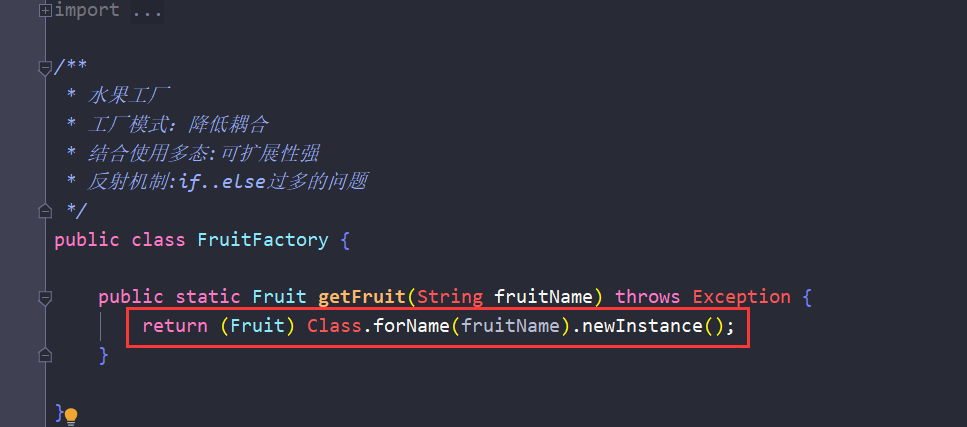 import ...
/**
* 水果工厂
* 工厂模式：降低耦合
* 结合使用多态:可扩展性强
* 反射机制:if..else过多的问题
*/
public class FruitFactory {
public static Fruit getFruit(String fruitName) throws Exception {
return (Fruit) Class.forName(fruitName).newInstance();
}
}